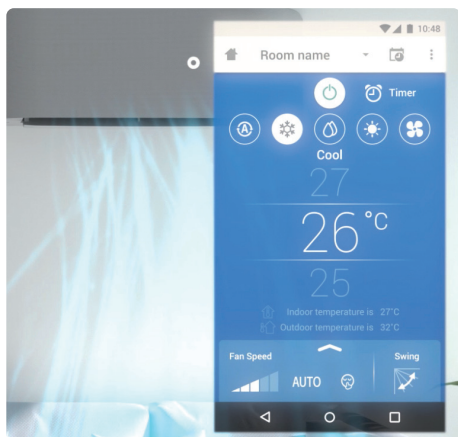 10:48
Room name
Timer
A
Cool
27
26°C
25
Indoor temperature is 27°C
Outdoor temperature is 32°C
Fan Speed
Swing
AUTO